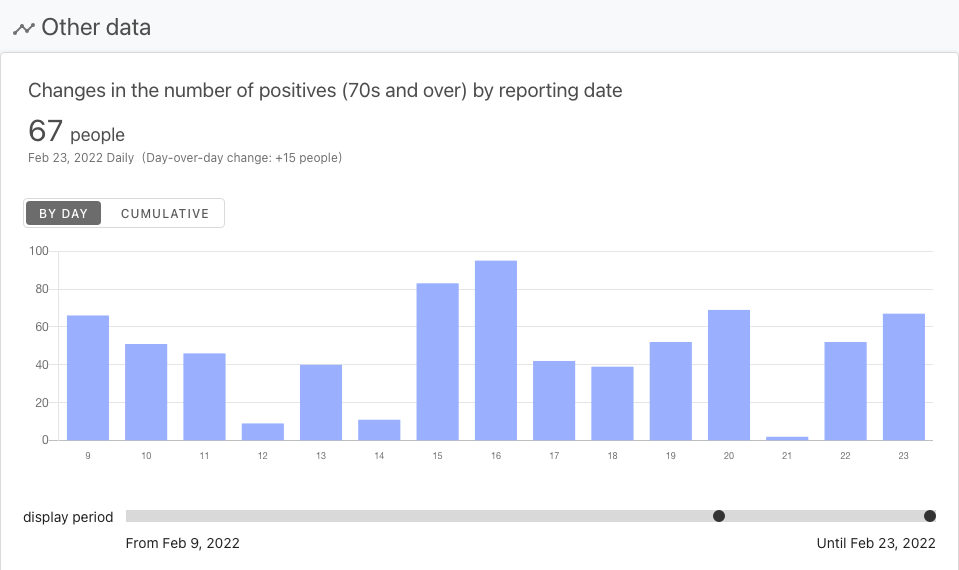 Other data
Changes in the number of positives (70s and over) by reporting date
67 people
Feb 23, 2022 Daily (Day-over-day change: +15 people)
BY DAY CUMULATIVE
100
80
60
40
20
0
9 10 11 12 13 14 15 16 17 18 19 20 21 22 23
display period
From Feb 9, 2022 Until Feb 23, 2022